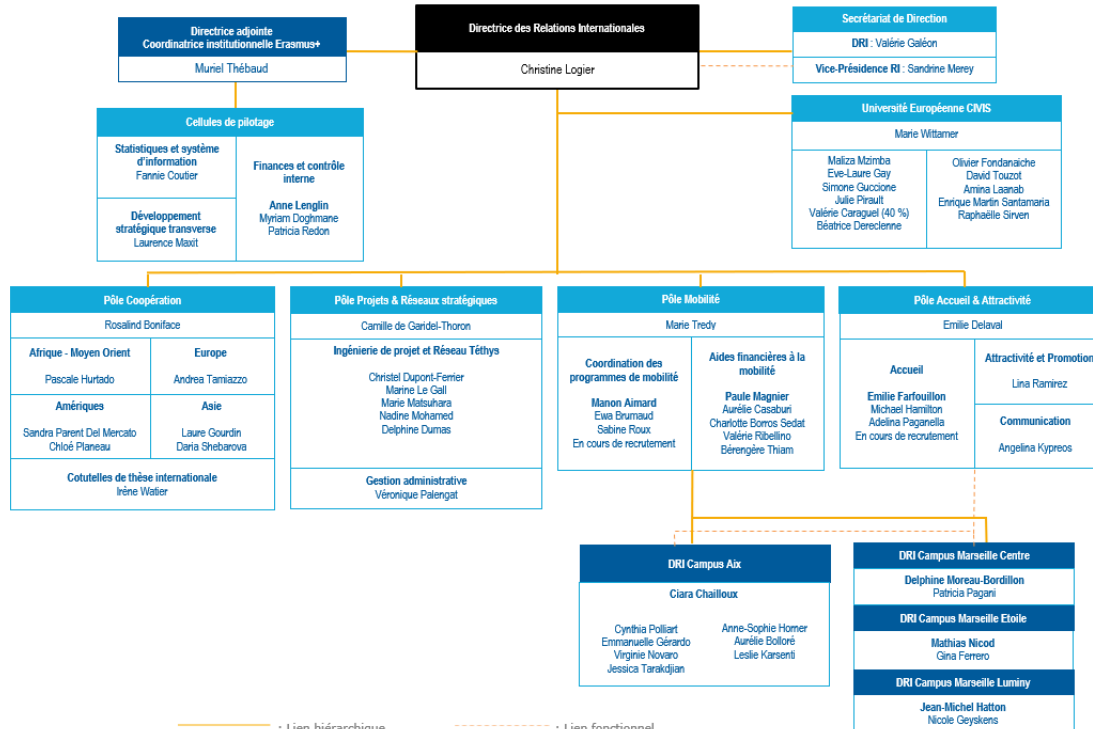 Directrice adjointe
Coordinatrice institutionnelle Erasmus+
Muriel Thébaud
Directrice des Relations Internationales
Christine Logier
Secrétariat de Direction
DRI : Valérie Galéon
Vice-Présidence RI : Sandrine Merey
Cellules de pilotage
Statistiques et système
d'information
Fannie Coutier
Développement
stratégique transverse
Laurence Maxit
Finances et contrôle
interne
Anne Lenglin
Myriam Doghmane
Patricia Redon
Université Européenne CIVIS
Marie Wittamer
Maliza Mzimba
Eve-Laure Gay
Simone Guccione
Julie Pirault
Valérie Caraguel (40 %)
Béatrice Dereclenne
Olivier Fondanaiche
David Touzot
Amina Laanab
Enrique Martin Santamaria
Raphaëlle Sirven
Pôle Coopération
Rosalind Boniface
Afrique - Moyen Orient
Pascale Hurtado
Europe
Andrea Tamiazzo
Amériques
Sandra Parent Del Mercato
Chloé Planeau
Asie
Laure Gourdin
Daria Shebarova
Cotutelles de thèse internationale
Irène Watier
Pôle Projets & Réseaux stratégiques
Camille de Garidel-Thoron
Ingénierie de projet et Réseau Téthys
Christel Dupont-Ferrier
Marine Le Gall
Marie Matsuhara
Nadine Mohamed
Delphine Dumas
Gestion administrative
Véronique Palengat
Pôle Mobilité
Marie Tredy
Coordination des
programmes de mobilité
Manon Aimard
Ewa Brumaud
Sabine Roux
En cours de recrutement
Aides financières à la
mobilité
Paule Magnier
Aurélie Casaburi
Charlotte Borros Sedat
Valérie Ribellino
Bérengère Thiam
Pôle Accueil & Attractivité
Emilie Delaval
Accueil
Emilie Farfouillon
Michael Hamilton
Adelina Paganella
En cours de recrutement
Attractivité et Promotion
Lina Ramirez
Communication
Angelina Kypreos
DRI Campus Aix
Ciara Chailloux
Cynthia Polliart
Emmanuelle Gérardo
Virginie Novaro
Jessica Tarakdjian
Anne-Sophie Horner
Aurélie Bolloré
Leslie Karsenti
DRI Campus Marseille Centre
Delphine Moreau-Bordillon
Patricia Pagani
DRI Campus Marseille Etoile
Mathias Nicod
Gina Ferrero
DRI Campus Marseille Luminy
Jean-Michel Hatton
Nicole Geyskens
: Lien hiérarchique
: Lien fonctionnel